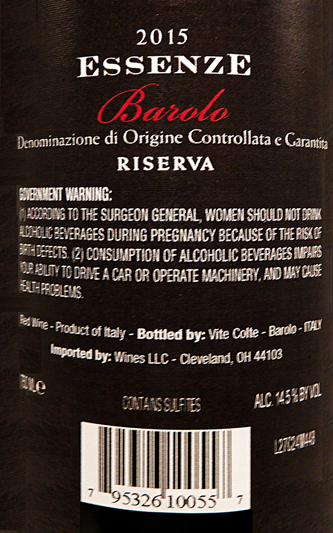 2015
ESSENZE
Barolo
Denominazione di Origine Controllata e Garantita
RISERVA
GOVERNMENT WARNING:
(1) ACCORDING TO THE SURGEON GENERAL, WOMEN SHOULD NOT DRINK
ALCOHOLIC BEVERAGES DURING PREGNANCY BECAUSE OF THE RISK OF
BIRTH DEFECTS. (2) CONSUMPTION OF ALCOHOLIC BEVERAGES IMPAIRS
YOUR ABILITY TO DRIVE A CAR OR OPERATE MACHINERY, AND MAY CAUSE
HEALTH PROBLEMS.
Red Wine - Product of Italy - Bottled by: Vite Colte - Barolo - ITALY
Imported by: Wines LLC - Cleveland, OH 44103
750 ML ℮
CONTAINS SULFITES
ALC. 14.5% BY VOL
7 95326 10055 7